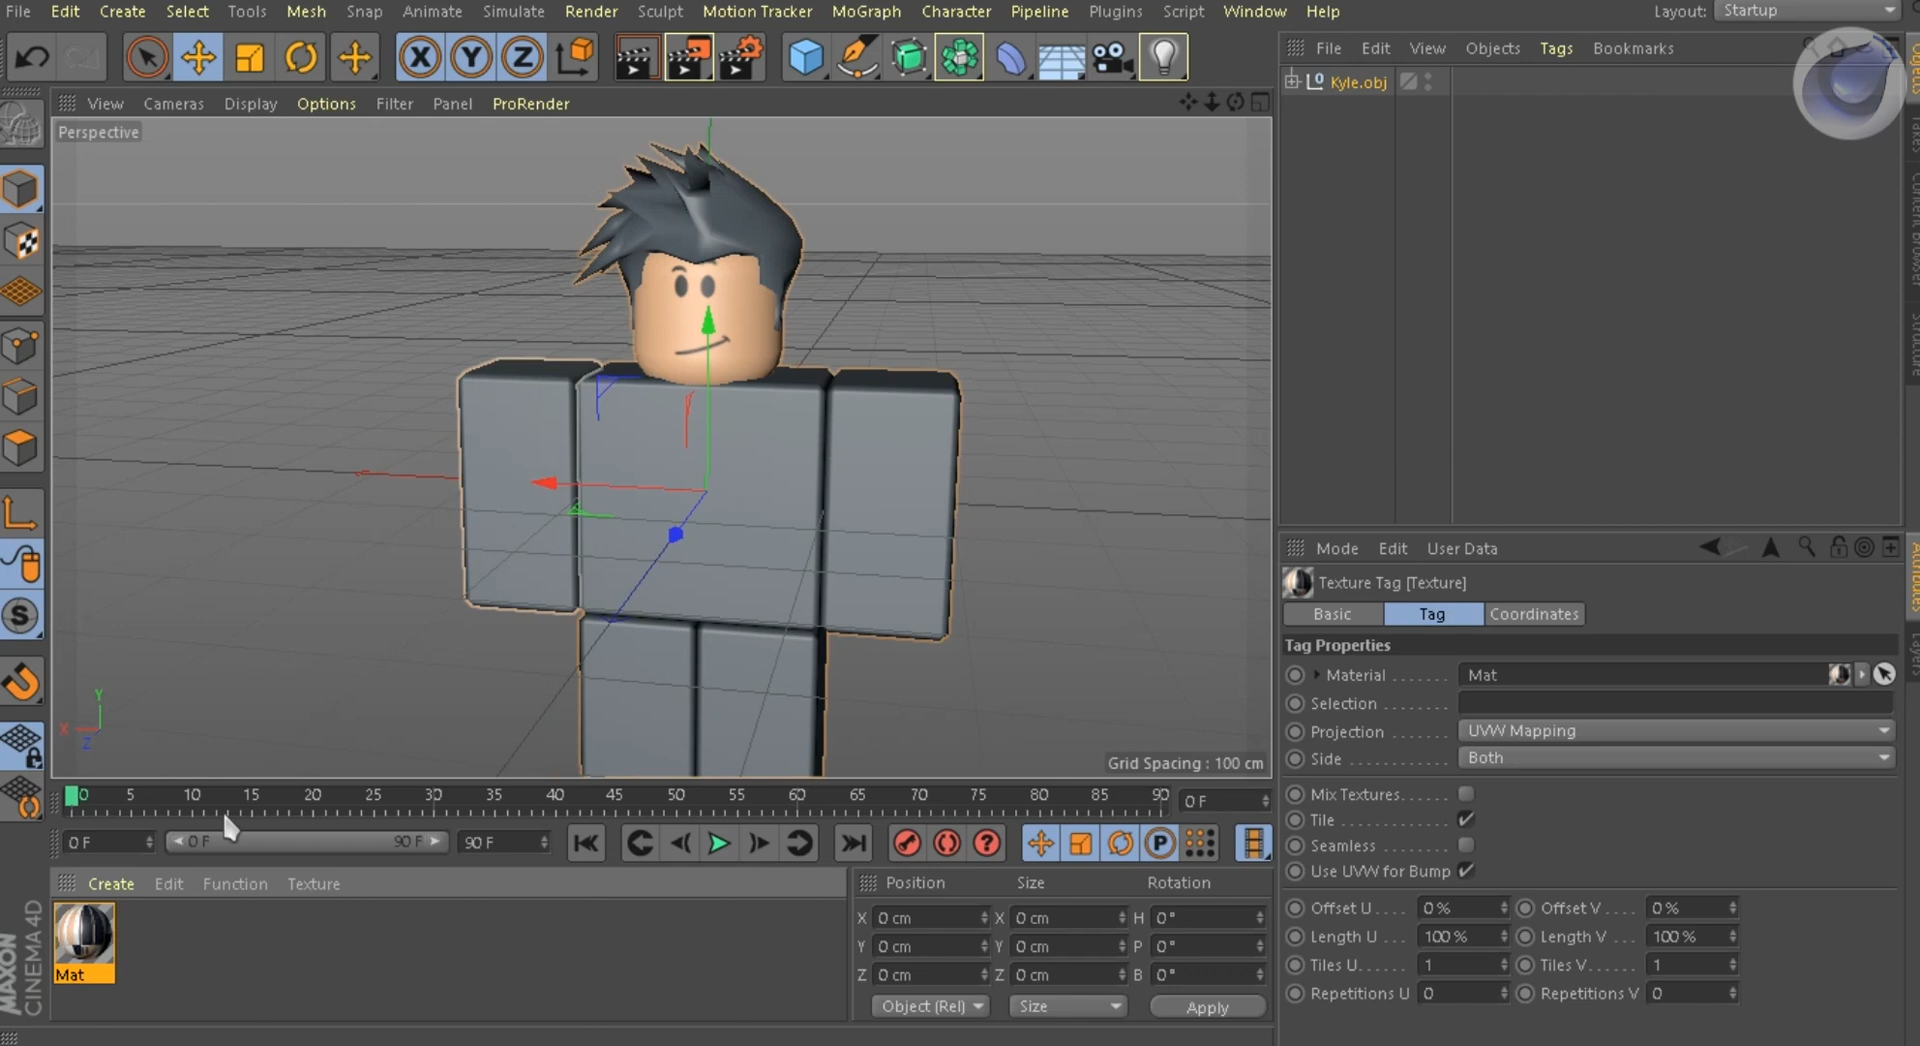 File Edit Create Select Tools Mesh Snap Animate Simulate Render Sculpt Motion Tracker MoGraph Character Pipeline Plugins Script Window Help Layout: Startup
X Y Z
File Edit View Objects Tags Bookmarks
Kyle.obj
View Cameras Display Options Filter Panel ProRender
Perspective
Y
X
Z
Grid Spacing : 100 cm
S
0 5 10 15 20 25 30 35 40 45 50 55 60 65 70 75 80 85 90 0 F
0 F 0 F 90 F 90 F P
Create Edit Function Texture
Mat
MAXON
CINEMA 4D
Position Size Rotation
X 0 cm X 0 cm H 0°
Y 0 cm Y 0 cm P 0°
Z 0 cm Z 0 cm B 0°
Object (Rel) Size Apply
Mode Edit User Data
Texture Tag [Texture]
Basic Tag Coordinates
Tag Properties
Material ....... Mat
Selection ........
Projection ....... UVW Mapping
Side ............ Both
Mix Textures.....
Tile ...........
Seamless .......
Use UVW for Bump
Offset U.... 0 % Offset V.... 0 %
Length U ... 100 % Length V ... 100 %
Tiles U...... 1 Tiles V...... 1
Repetitions U 0 Repetitions V 0
Objects
Takes
Content Browser
Structure
Attributes
Layers